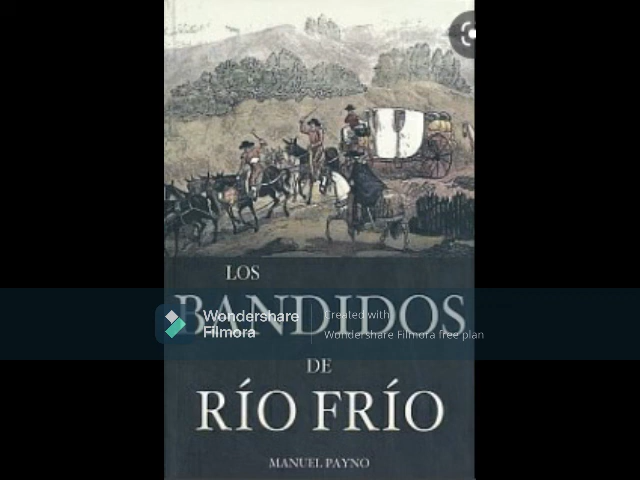 LOS
BANDIDOS
Wondershare
Filmora
Created with
Wondershare Filmora free plan
DE
RÍO FRÍO
MANUEL PAYNO